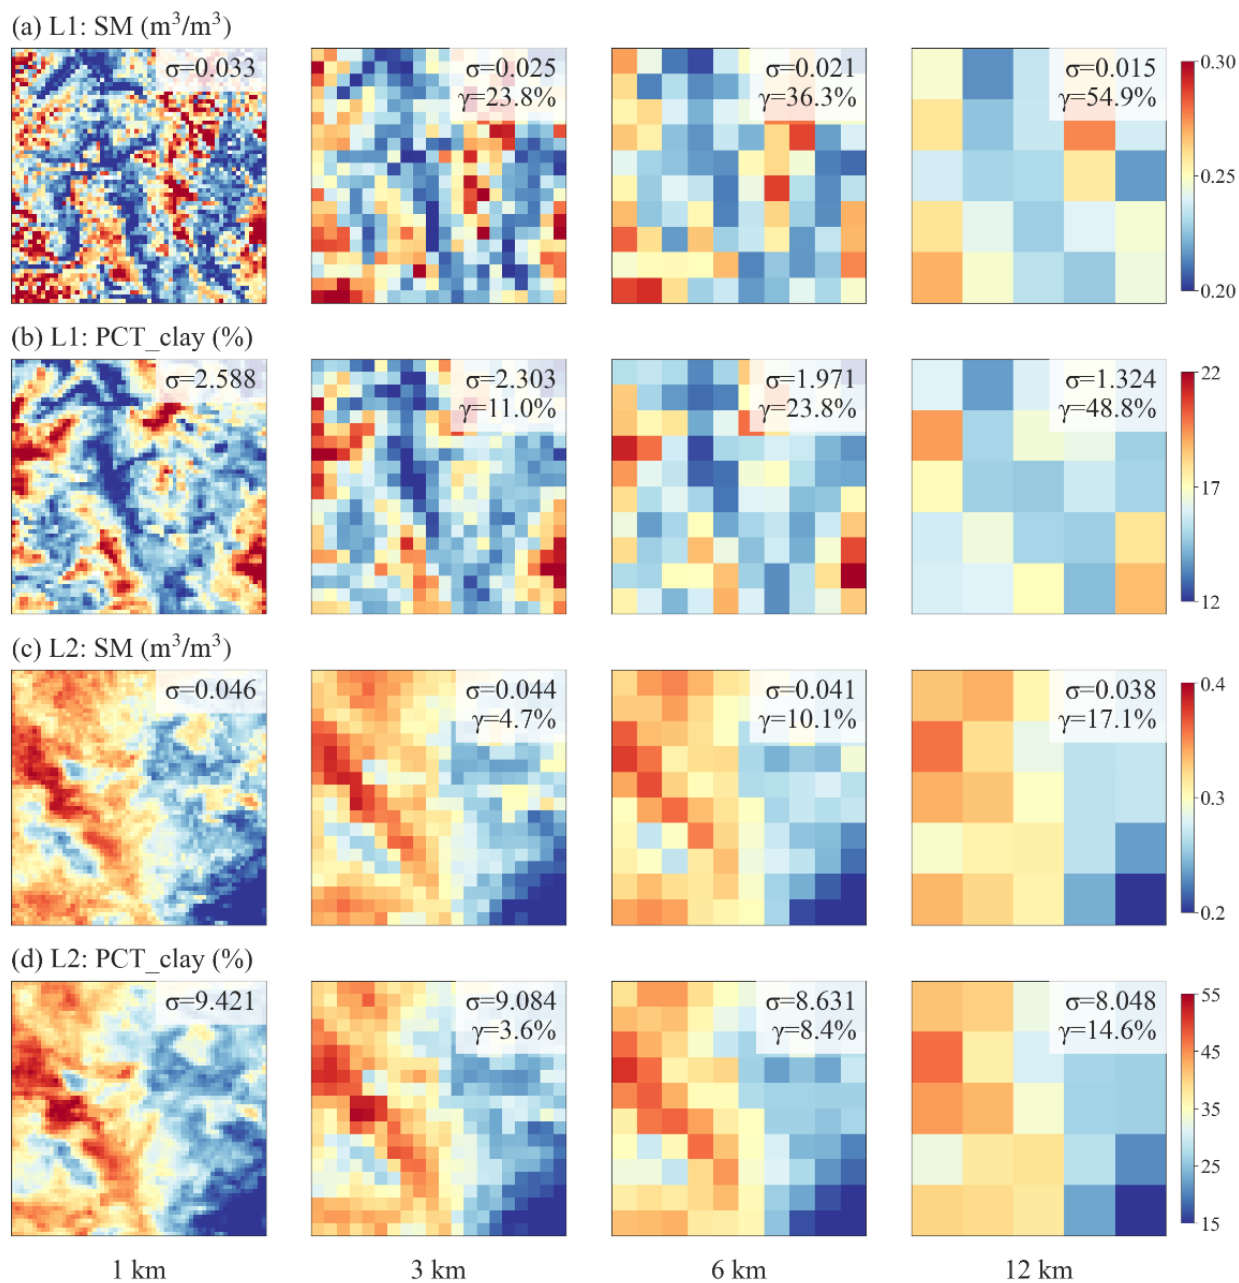 (a) L1: SM (m³/m³)
σ=0.033
σ=0.025
γ=23.8%
σ=0.021
γ=36.3%
σ=0.015
γ=54.9%
0.30
0.25
0.20
(b) L1: PCT_clay (%)
σ=2.588
σ=2.303
γ=11.0%
σ=1.971
γ=23.8%
σ=1.324
γ=48.8%
22
17
12
(c) L2: SM (m³/m³)
σ=0.046
σ=0.044
γ=4.7%
σ=0.041
γ=10.1%
σ=0.038
γ=17.1%
0.4
0.3
0.2
(d) L2: PCT_clay (%)
σ=9.421
σ=9.084
γ=3.6%
σ=8.631
γ=8.4%
σ=8.048
γ=14.6%
55
45
35
25
15
1 km
3 km
6 km
12 km